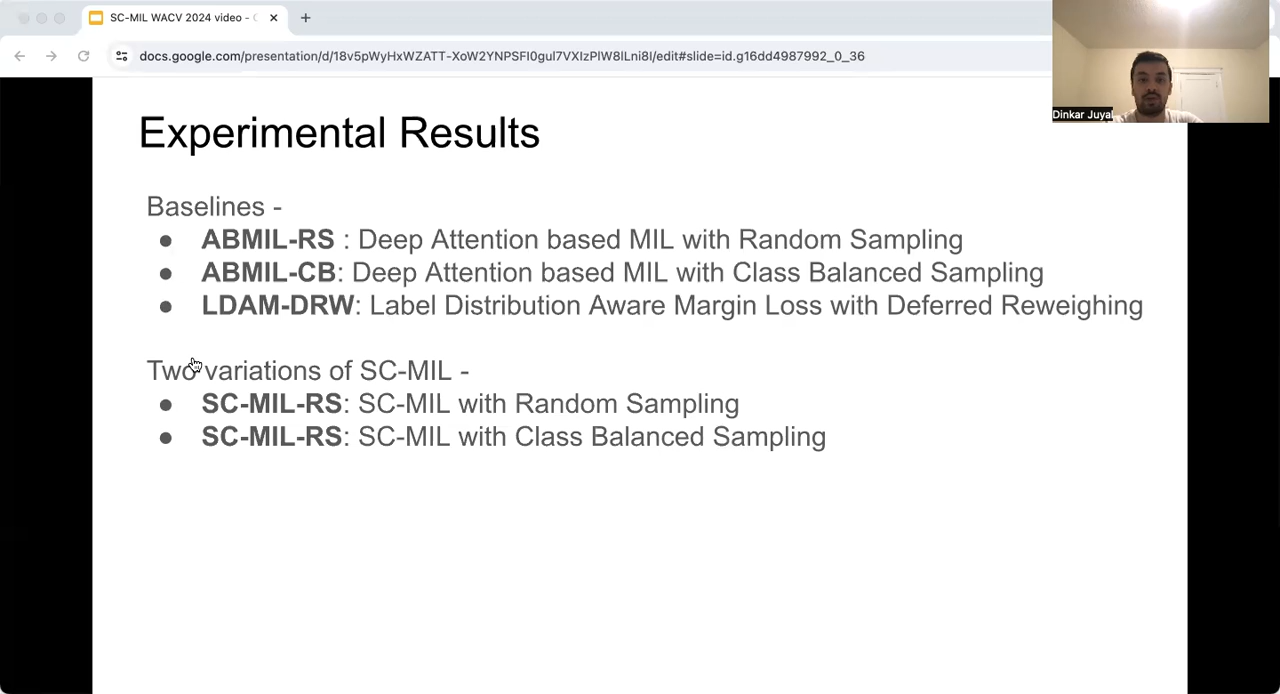 SC-MIL WACV 2024 video - 
docs.google.com/presentation/d/18v5pWyHxWZATT-XoW2YNPSFI0gul7VXIzPlW8lLni8I/edit#slide=id.g16dd4987992_0_36
Dinkar Juyal
Experimental Results
Baselines -
● ABMIL-RS : Deep Attention based MIL with Random Sampling
● ABMIL-CB: Deep Attention based MIL with Class Balanced Sampling
● LDAM-DRW: Label Distribution Aware Margin Loss with Deferred Reweighing
Two variations of SC-MIL -
● SC-MIL-RS: SC-MIL with Random Sampling
● SC-MIL-RS: SC-MIL with Class Balanced Sampling